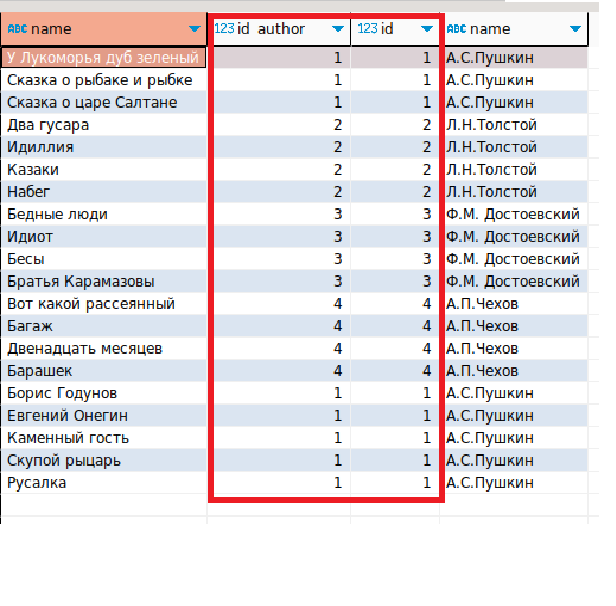 ABC name 123 id_author 123 id ABC name
У Лукоморья дуб зеленый 1 1 А.С.Пушкин
Сказка о рыбаке и рыбке 1 1 А.С.Пушкин
Сказка о царе Салтане 1 1 А.С.Пушкин
Два гусара 2 2 Л.Н.Толстой
Идиллия 2 2 Л.Н.Толстой
Казаки 2 2 Л.Н.Толстой
Набег 2 2 Л.Н.Толстой
Бедные люди 3 3 Ф.М. Достоевский
Идиот 3 3 Ф.М. Достоевский
Бесы 3 3 Ф.М. Достоевский
Братья Карамазовы 3 3 Ф.М. Достоевский
Вот какой рассеянный 4 4 А.П.Чехов
Багаж 4 4 А.П.Чехов
Двенадцать месяцев 4 4 А.П.Чехов
Барашек 4 4 А.П.Чехов
Борис Годунов 1 1 А.С.Пушкин
Евгений Онегин 1 1 А.С.Пушкин
Каменный гость 1 1 А.С.Пушкин
Скупой рыцарь 1 1 А.С.Пушкин
Русалка 1 1 А.С.Пушкин